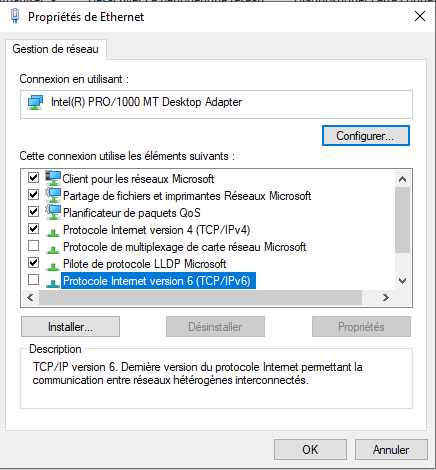 Propriétés de Ethernet
Gestion de réseau
Connexion en utilisant :
Intel(R) PRO/1000 MT Desktop Adapter
Configurer...
Cette connexion utilise les éléments suivants :
Client pour les réseaux Microsoft
Partage de fichiers et imprimantes Réseaux Microsoft
Planificateur de paquets QoS
Protocole Internet version 4 (TCP/IPv4)
Protocole de multiplexage de carte réseau Microsoft
Pilote de protocole LLDP Microsoft
Protocole Internet version 6 (TCP/IPv6)
Installer...
Désinstaller
Propriétés
Description
TCP/IP version 6. Dernière version du protocole Internet permettant la
communication entre réseaux hétérogènes interconnectés.
OK
Annuler